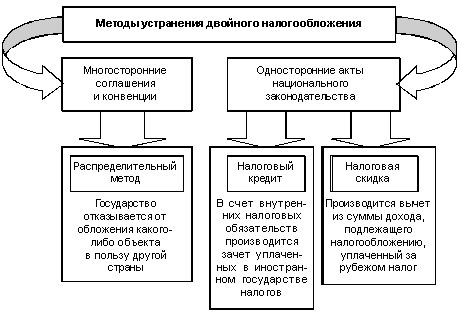 Методы устранения двойного налогообложения
Многосторонние
соглашения
и конвенции
Односторонние акты
национального
законодательства
Распределительный
метод
Государство
отказывается от
обложения какого-
либо объекта
в пользу другой
страны
Налоговый
кредит
В счет внутрен-
них налоговых
обязательств
производится
зачет уплачен-
ных в иностран-
ном государстве
налогов
Налоговая
скидка
Производится вычет
из суммы дохода,
подлежащего
налогообложению,
уплаченный за
рубежом налог